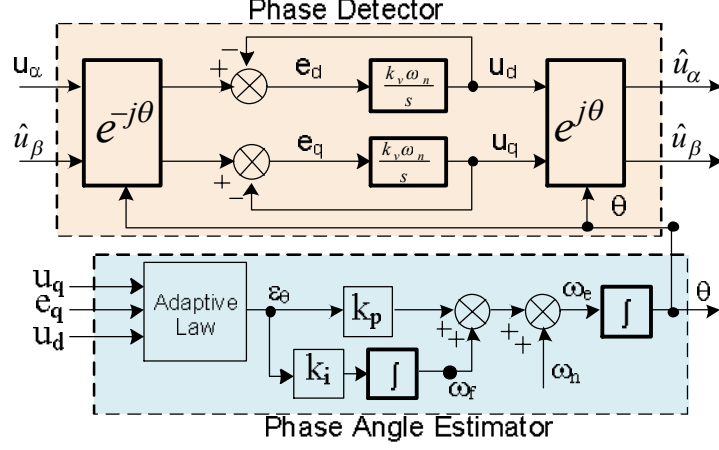 Phase Detector
u_α
û_β
e^{-jθ}
+
−
e_d
k_v ω_n / s
u_d
e^{jθ}
û_α
û_β
+
−
e_q
k_v ω_n / s
u_q
θ
u_q
e_q
u_d
Adaptive
Law
ε_θ
k_p
k_i
∫
ω_f
+
+
+
+
ω_e
ω_n
∫
θ
Phase Angle Estimator